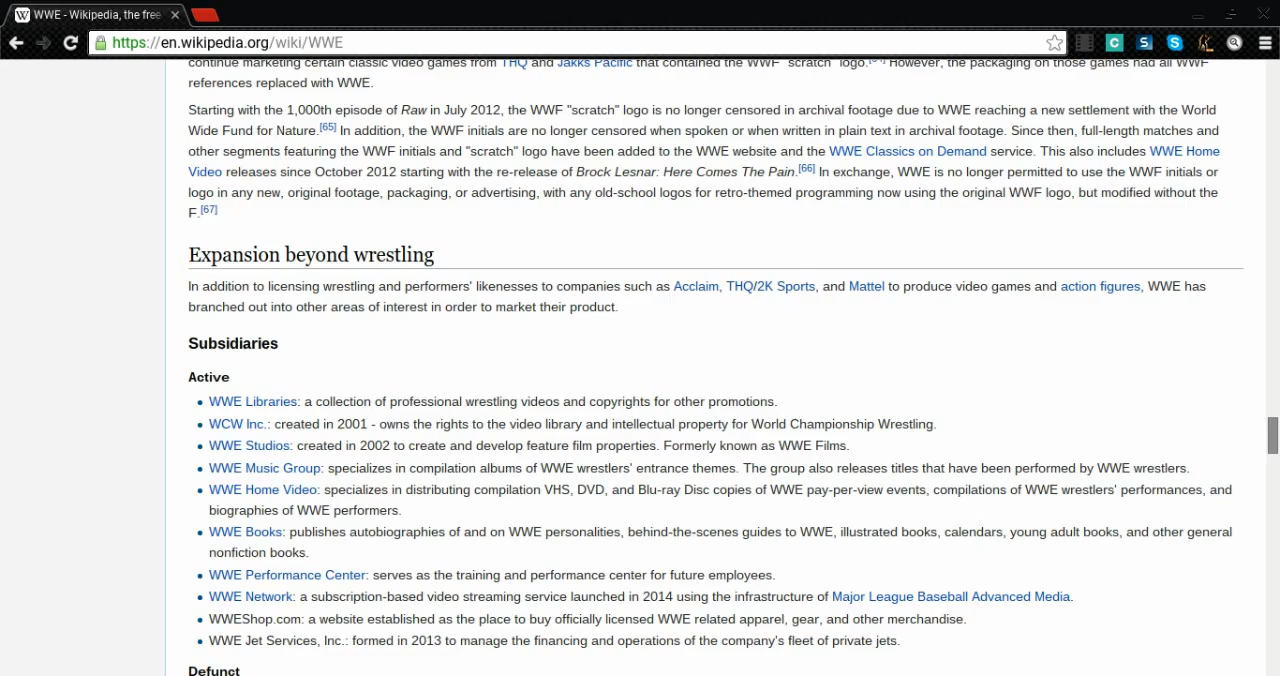 WWE - Wikipedia, the free
https://en.wikipedia.org/wiki/WWE
continue marketing certain classic video games from THQ and Jakks Pacific that contained the WWF "scratch" logo. However, the packaging on those games had all WWF
references replaced with WWE.
Starting with the 1,000th episode of Raw in July 2012, the WWF "scratch" logo is no longer censored in archival footage due to WWE reaching a new settlement with the World
Wide Fund for Nature.[65] In addition, the WWF initials are no longer censored when spoken or when written in plain text in archival footage. Since then, full-length matches and
other segments featuring the WWF initials and "scratch" logo have been added to the WWE website and the WWE Classics on Demand service. This also includes WWE Home
Video releases since October 2012 starting with the re-release of Brock Lesnar: Here Comes The Pain.[66] In exchange, WWE is no longer permitted to use the WWF initials or
logo in any new, original footage, packaging, or advertising, with any old-school logos for retro-themed programming now using the original WWF logo, but modified without the
F.[67]
Expansion beyond wrestling
In addition to licensing wrestling and performers' likenesses to companies such as Acclaim, THQ/2K Sports, and Mattel to produce video games and action figures, WWE has
branched out into other areas of interest in order to market their product.
Subsidiaries
Active
• WWE Libraries: a collection of professional wrestling videos and copyrights for other promotions.
• WCW Inc.: created in 2001 - owns the rights to the video library and intellectual property for World Championship Wrestling.
• WWE Studios: created in 2002 to create and develop feature film properties. Formerly known as WWE Films.
• WWE Music Group: specializes in compilation albums of WWE wrestlers' entrance themes. The group also releases titles that have been performed by WWE wrestlers.
• WWE Home Video: specializes in distributing compilation VHS, DVD, and Blu-ray Disc copies of WWE pay-per-view events, compilations of WWE wrestlers' performances, and
biographies of WWE performers.
• WWE Books: publishes autobiographies of and on WWE personalities, behind-the-scenes guides to WWE, illustrated books, calendars, young adult books, and other general
nonfiction books.
• WWE Performance Center: serves as the training and performance center for future employees.
• WWE Network: a subscription-based video streaming service launched in 2014 using the infrastructure of Major League Baseball Advanced Media.
• WWEShop.com: a website established as the place to buy officially licensed WWE related apparel, gear, and other merchandise.
• WWE Jet Services, Inc.: formed in 2013 to manage the financing and operations of the company's fleet of private jets.
Defunct